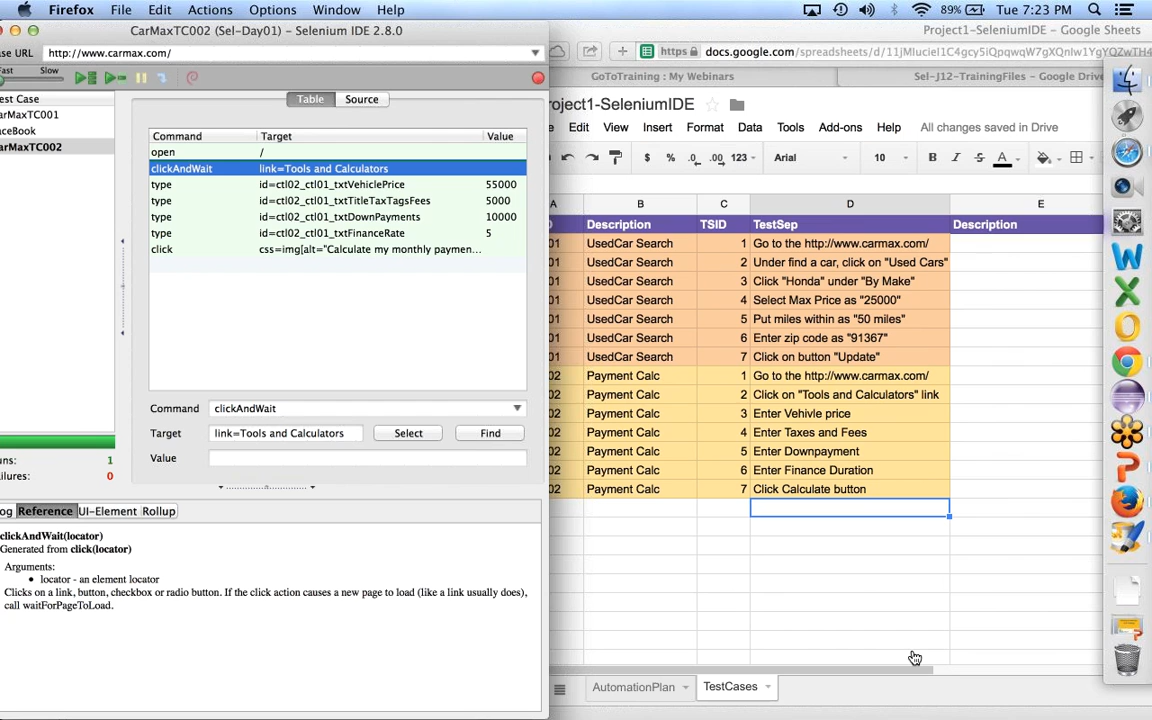 Firefox File Edit Actions Options Window Help 89% Tue 7:23 PM
CarMaxTC002 (Sel-Day01) - Selenium IDE 2.8.0
ase URL http://www.carmax.com/
Fast Slow
est Case
arMaxTC001
aceBook
arMaxTC002
Table Source
Command Target Value
open /
clickAndWait link=Tools and Calculators
type id=ctl02_ctl01_txtVehiclePrice 55000
type id=ctl02_ctl01_txtTitleTaxTagsFees 5000
type id=ctl02_ctl01_txtDownPayments 10000
type id=ctl02_ctl01_txtFinanceRate 5
click css=img[alt="Calculate my monthly paymen...
Command clickAndWait
Target link=Tools and Calculators Select Find
Value
uns: 1
ailures: 0
og Reference UI-Element Rollup
clickAndWait(locator)
Generated from click(locator)
Arguments:
• locator - an element locator
Clicks on a link, button, checkbox or radio button. If the click action causes a new page to load (like a link usually does),
call waitForPageToLoad.
Project1-SeleniumIDE - Google Sheets
https docs.google.com/spreadsheets/d/
GoToTraining : My Webinars Sel-J12-TrainingFiles - Google Drive
roject1-SeleniumIDE
e Edit View Insert Format Data Tools Add-ons Help All changes saved in Drive
$ % .0 .00 123 Arial 10 B I S A
A B C D E
D Description TSID TestSep Description
01 UsedCar Search 1 Go to the http://www.carmax.com/
01 UsedCar Search 2 Under find a car, click on "Used Cars"
01 UsedCar Search 3 Click "Honda" under "By Make"
01 UsedCar Search 4 Select Max Price as "25000"
01 UsedCar Search 5 Put miles within as "50 miles"
01 UsedCar Search 6 Enter zip code as "91367"
01 UsedCar Search 7 Click on button "Update"
02 Payment Calc 1 Go to the http://www.carmax.com/
02 Payment Calc 2 Click on "Tools and Calculators" link
02 Payment Calc 3 Enter Vehivle price
02 Payment Calc 4 Enter Taxes and Fees
02 Payment Calc 5 Enter Downpayment
02 Payment Calc 6 Enter Finance Duration
02 Payment Calc 7 Click Calculate button
AutomationPlan TestCases